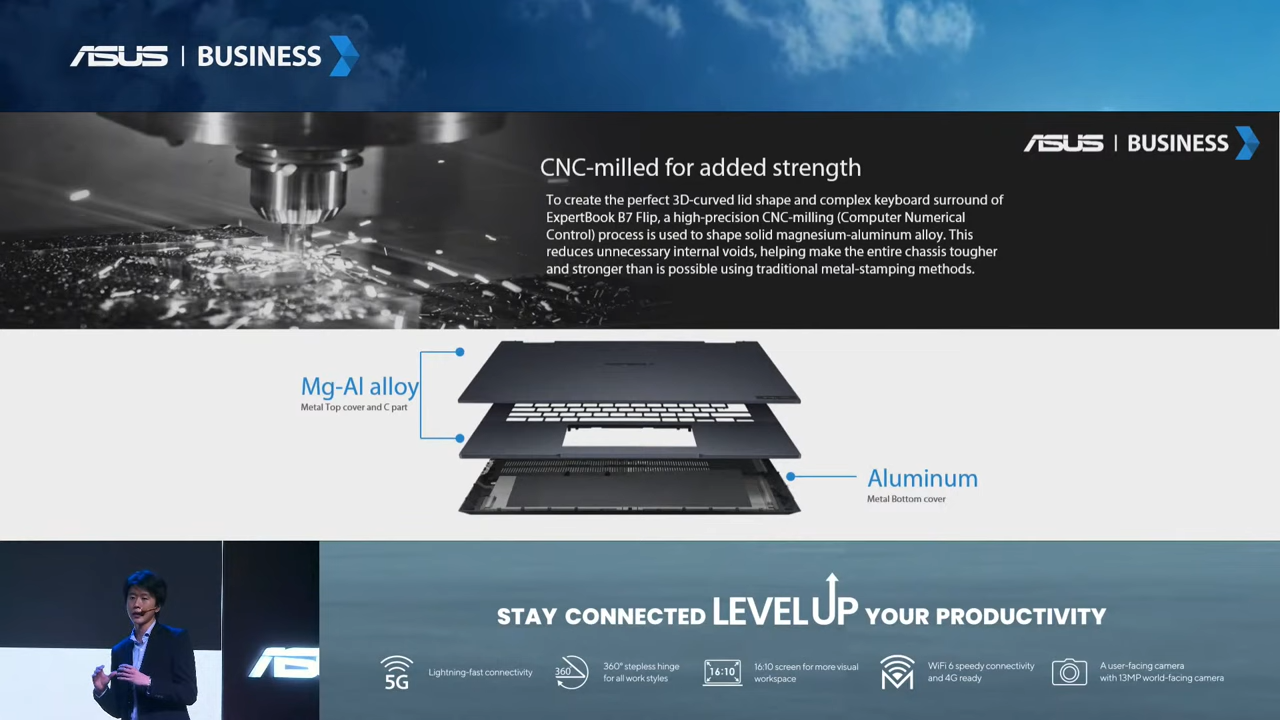 ASUS | BUSINESS
ASUS | BUSINESS
CNC-milled for added strength
To create the perfect 3D-curved lid shape and complex keyboard surround of
ExpertBook B7 Flip, a high-precision CNC-milling (Computer Numerical
Control) process is used to shape solid magnesium-aluminum alloy. This
reduces unnecessary internal voids, helping make the entire chassis tougher
and stronger than is possible using traditional metal-stamping methods.
Mg-Al alloy
Metal Top cover and C part
Aluminum
Metal Bottom cover
ASUS
STAY CONNECTED LEVEL UP YOUR PRODUCTIVITY
5G
Lightning-fast connectivity
360°
360° stepless hinge
for all work styles
16:10
16:10 screen for more visual
workspace
WiFi 6 speedy connectivity
and 4G ready
A user-facing camera
with 13MP world-facing camera